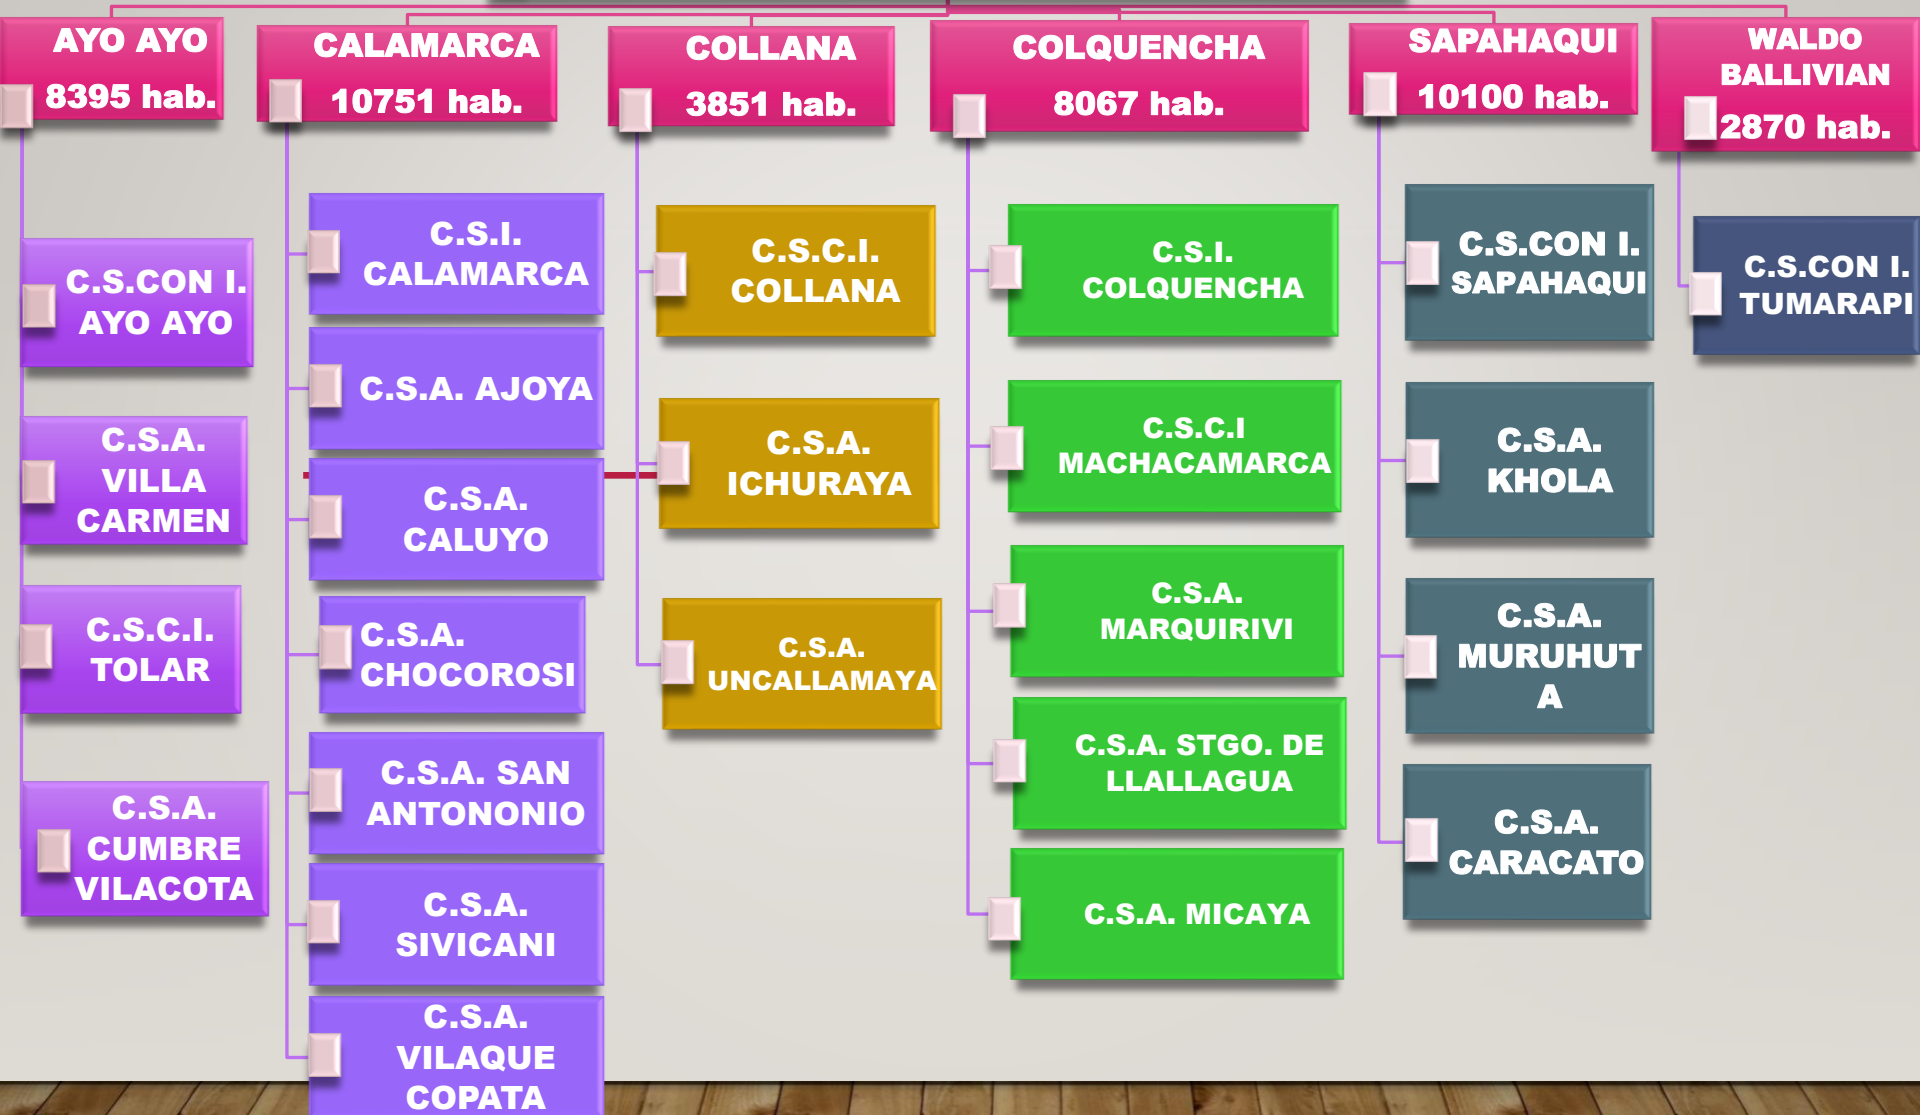 AYO AYO
8395 hab.
C.S.CON I.
AYO AYO
C.S.A.
VILLA
CARMEN
C.S.C.I.
TOLAR
C.S.A.
CUMBRE
VILACOTA
CALAMARCA
10751 hab.
C.S.I.
CALAMARCA
C.S.A. AJOYA
C.S.A.
CALUYO
C.S.A.
CHOCOROSI
C.S.A. SAN
ANTONONIO
C.S.A.
SIVICANI
C.S.A.
VILAQUE
COPATA
COLLANA
3851 hab.
C.S.C.I.
COLLANA
C.S.A.
ICHURAYA
C.S.A.
UNCALLAMAYA
COLQUENCHA
8067 hab.
C.S.I.
COLQUENCHA
C.S.C.I
MACHACAMARCA
C.S.A.
MARQUIRIVI
C.S.A. STGO. DE
LLALLAGUA
C.S.A. MICAYA
SAPAHAQUI
10100 hab.
C.S.CON I.
SAPAHAQUI
C.S.A.
KHOLA
C.S.A.
MURUHUT
A
C.S.A.
CARACATO
WALDO
BALLIVIAN
2870 hab.
C.S.CON I.
TUMARAPI